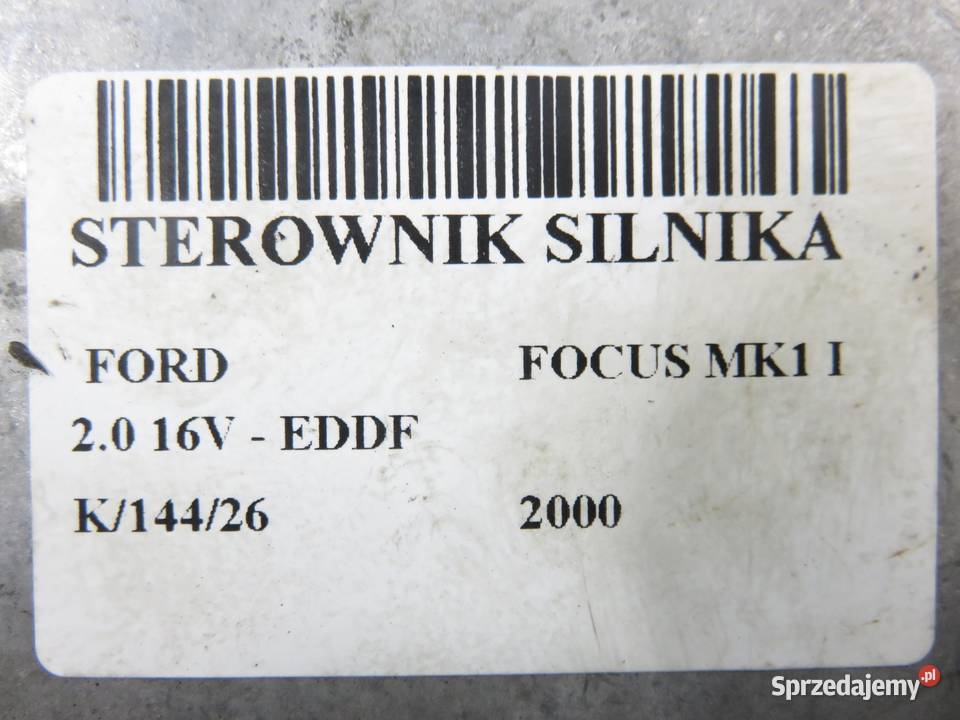 STEROWNIK SILNIKA
FORD FOCUS MK1 I
2.0 16V - EDDF
K/144/26 2000
Sprzedajemy.pl